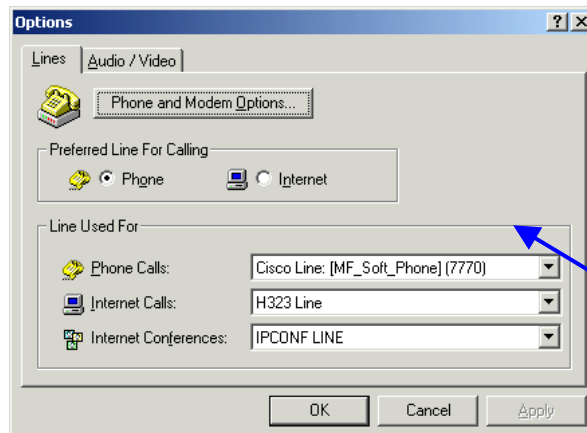 Options
Lines
Audio / Video
Phone and Modem Options...
Preferred Line For Calling
Phone
Internet
Line Used For
Phone Calls:
Cisco Line: [MF_Soft_Phone] (7770)
Internet Calls:
H323 Line
Internet Conferences:
IPCONF LINE
OK
Cancel
Apply